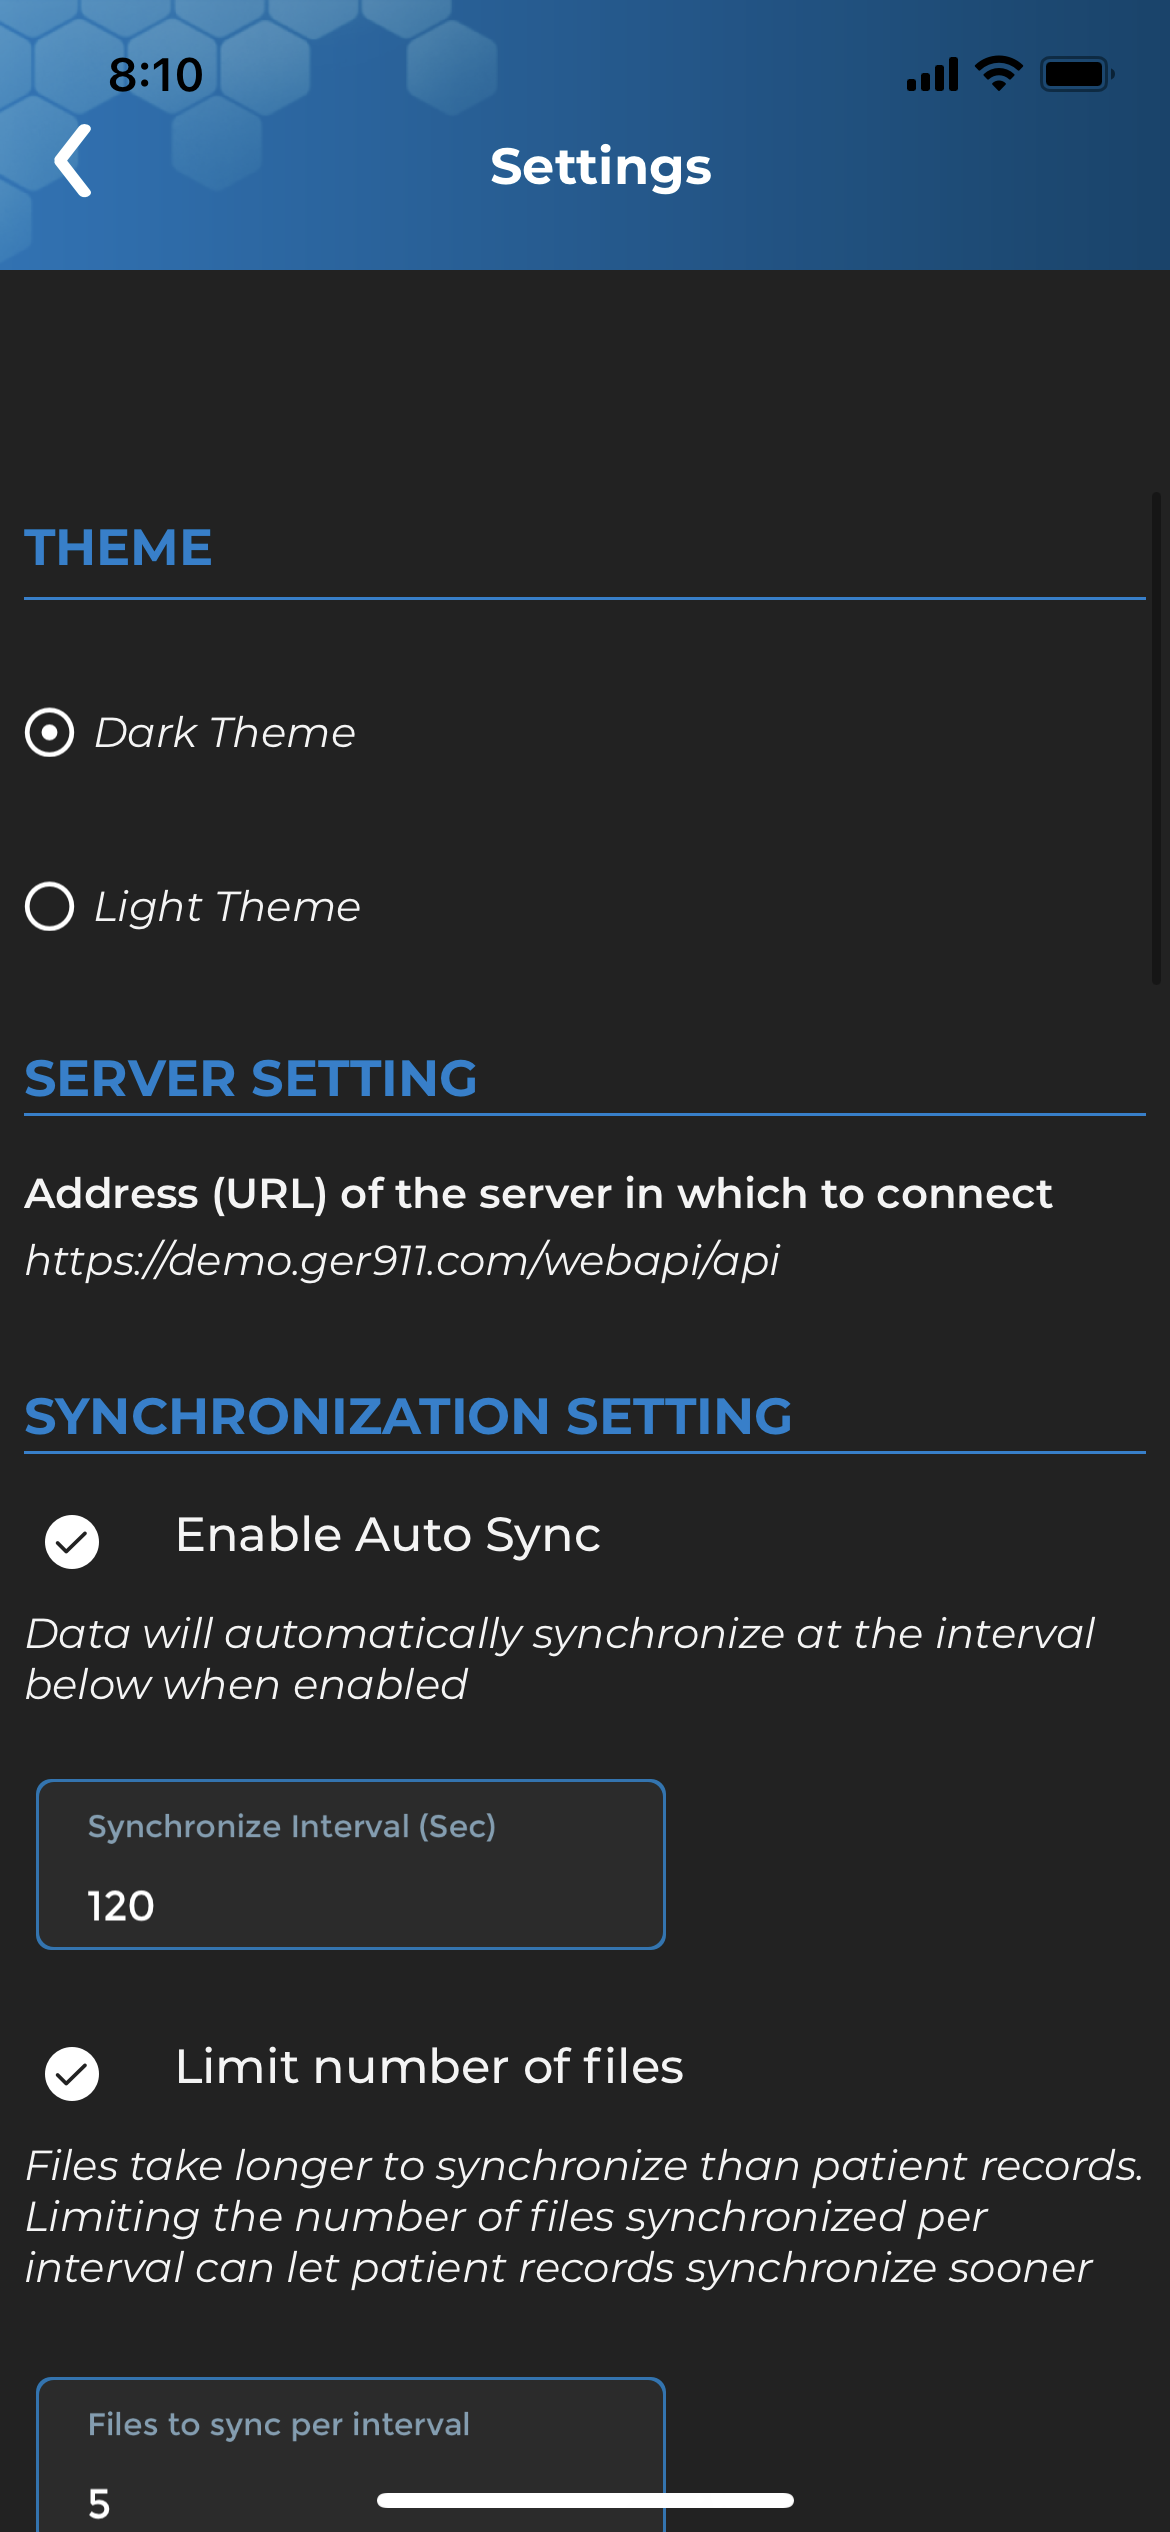 8:10
Settings
THEME
Dark Theme
Light Theme
SERVER SETTING
Address (URL) of the server in which to connect
https://demo.ger911.com/webapi/api
SYNCHRONIZATION SETTING
Enable Auto Sync
Data will automatically synchronize at the interval
below when enabled
Synchronize Interval (Sec)
120
Limit number of files
Files take longer to synchronize than patient records.
Limiting the number of files synchronized per
interval can let patient records synchronize sooner
Files to sync per interval
5